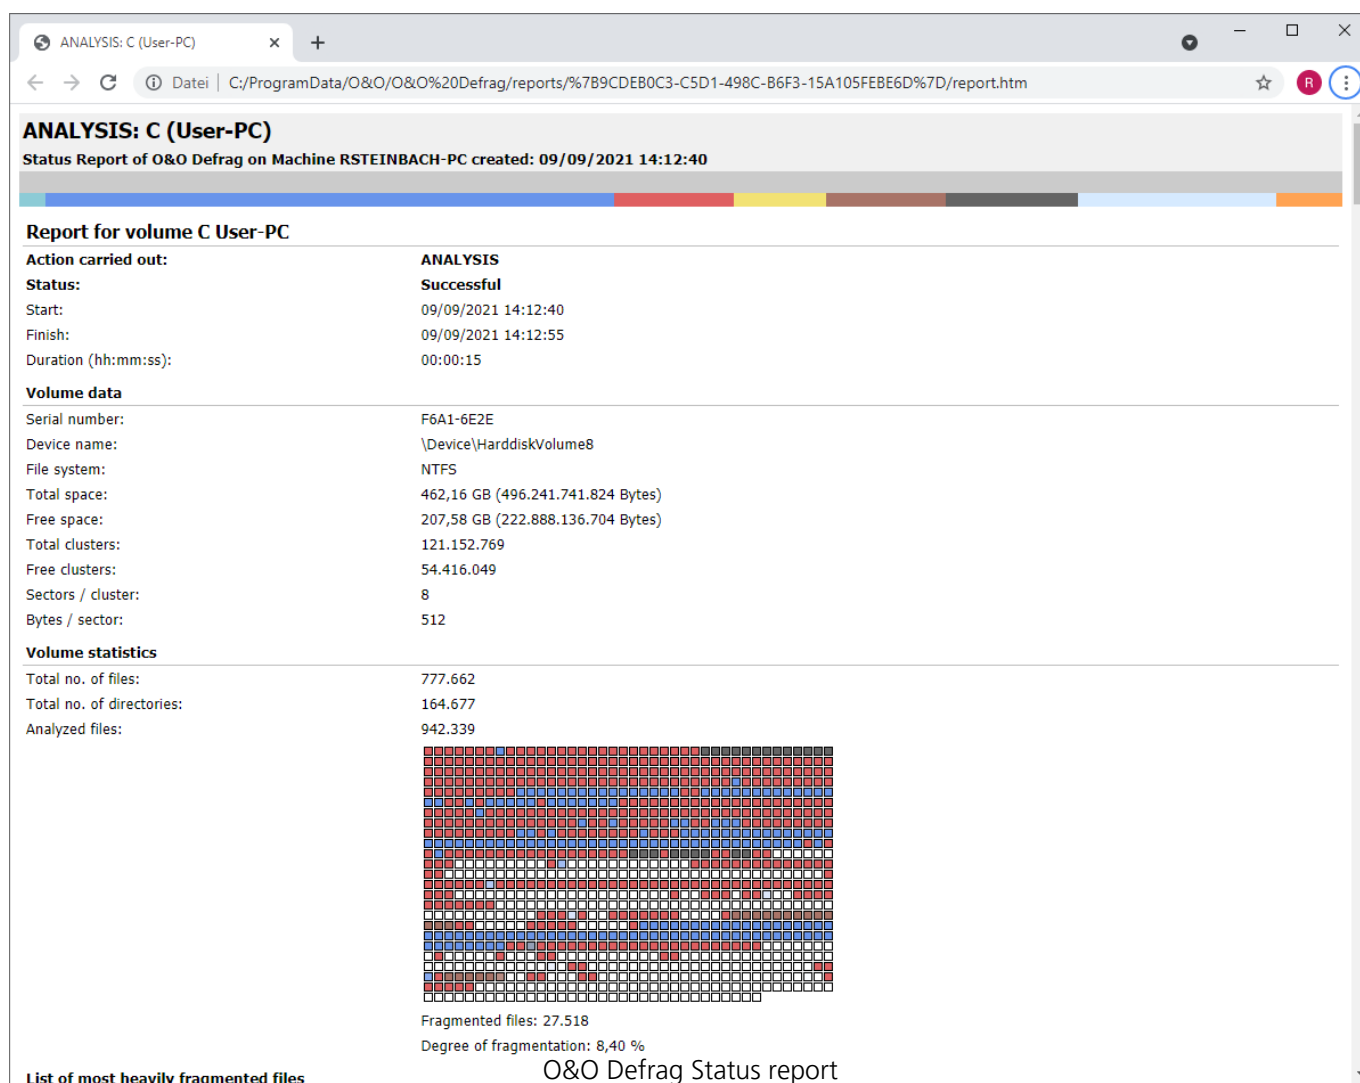 ANALYSIS: C (User-PC)
Datei | C:/ProgramData/O&O/O&O%20Defrag/reports/%7B9CDEB0C3-C5D1-498C-B6F3-15A105FEBE6D%7D/report.htm
R
ANALYSIS: C (User-PC)
Status Report of O&O Defrag on Machine RSTEINBACH-PC created: 09/09/2021 14:12:40
Report for volume C User-PC
Action carried out: ANALYSIS
Status: Successful
Start: 09/09/2021 14:12:40
Finish: 09/09/2021 14:12:55
Duration (hh:mm:ss): 00:00:15
Volume data
Serial number: F6A1-6E2E
Device name: \Device\HarddiskVolume8
File system: NTFS
Total space: 462,16 GB (496.241.741.824 Bytes)
Free space: 207,58 GB (222.888.136.704 Bytes)
Total clusters: 121.152.769
Free clusters: 54.416.049
Sectors / cluster: 8
Bytes / sector: 512
Volume statistics
Total no. of files: 777.662
Total no. of directories: 164.677
Analyzed files: 942.339
Fragmented files: 27.518
Degree of fragmentation: 8,40 %
O&O Defrag Status report
List of most heavily fragmented files